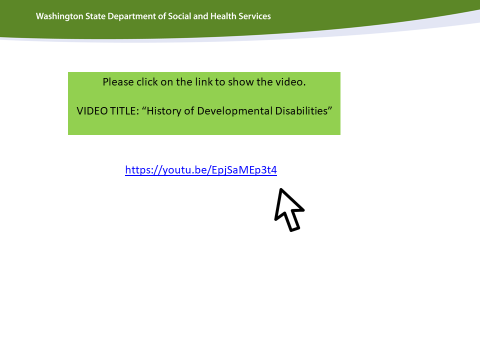 Washington State Department of Social and Health Services
Please click on the link to show the video.
VIDEO TITLE: “History of Developmental Disabilities”
https://youtu.be/EpjSaMEp3t4